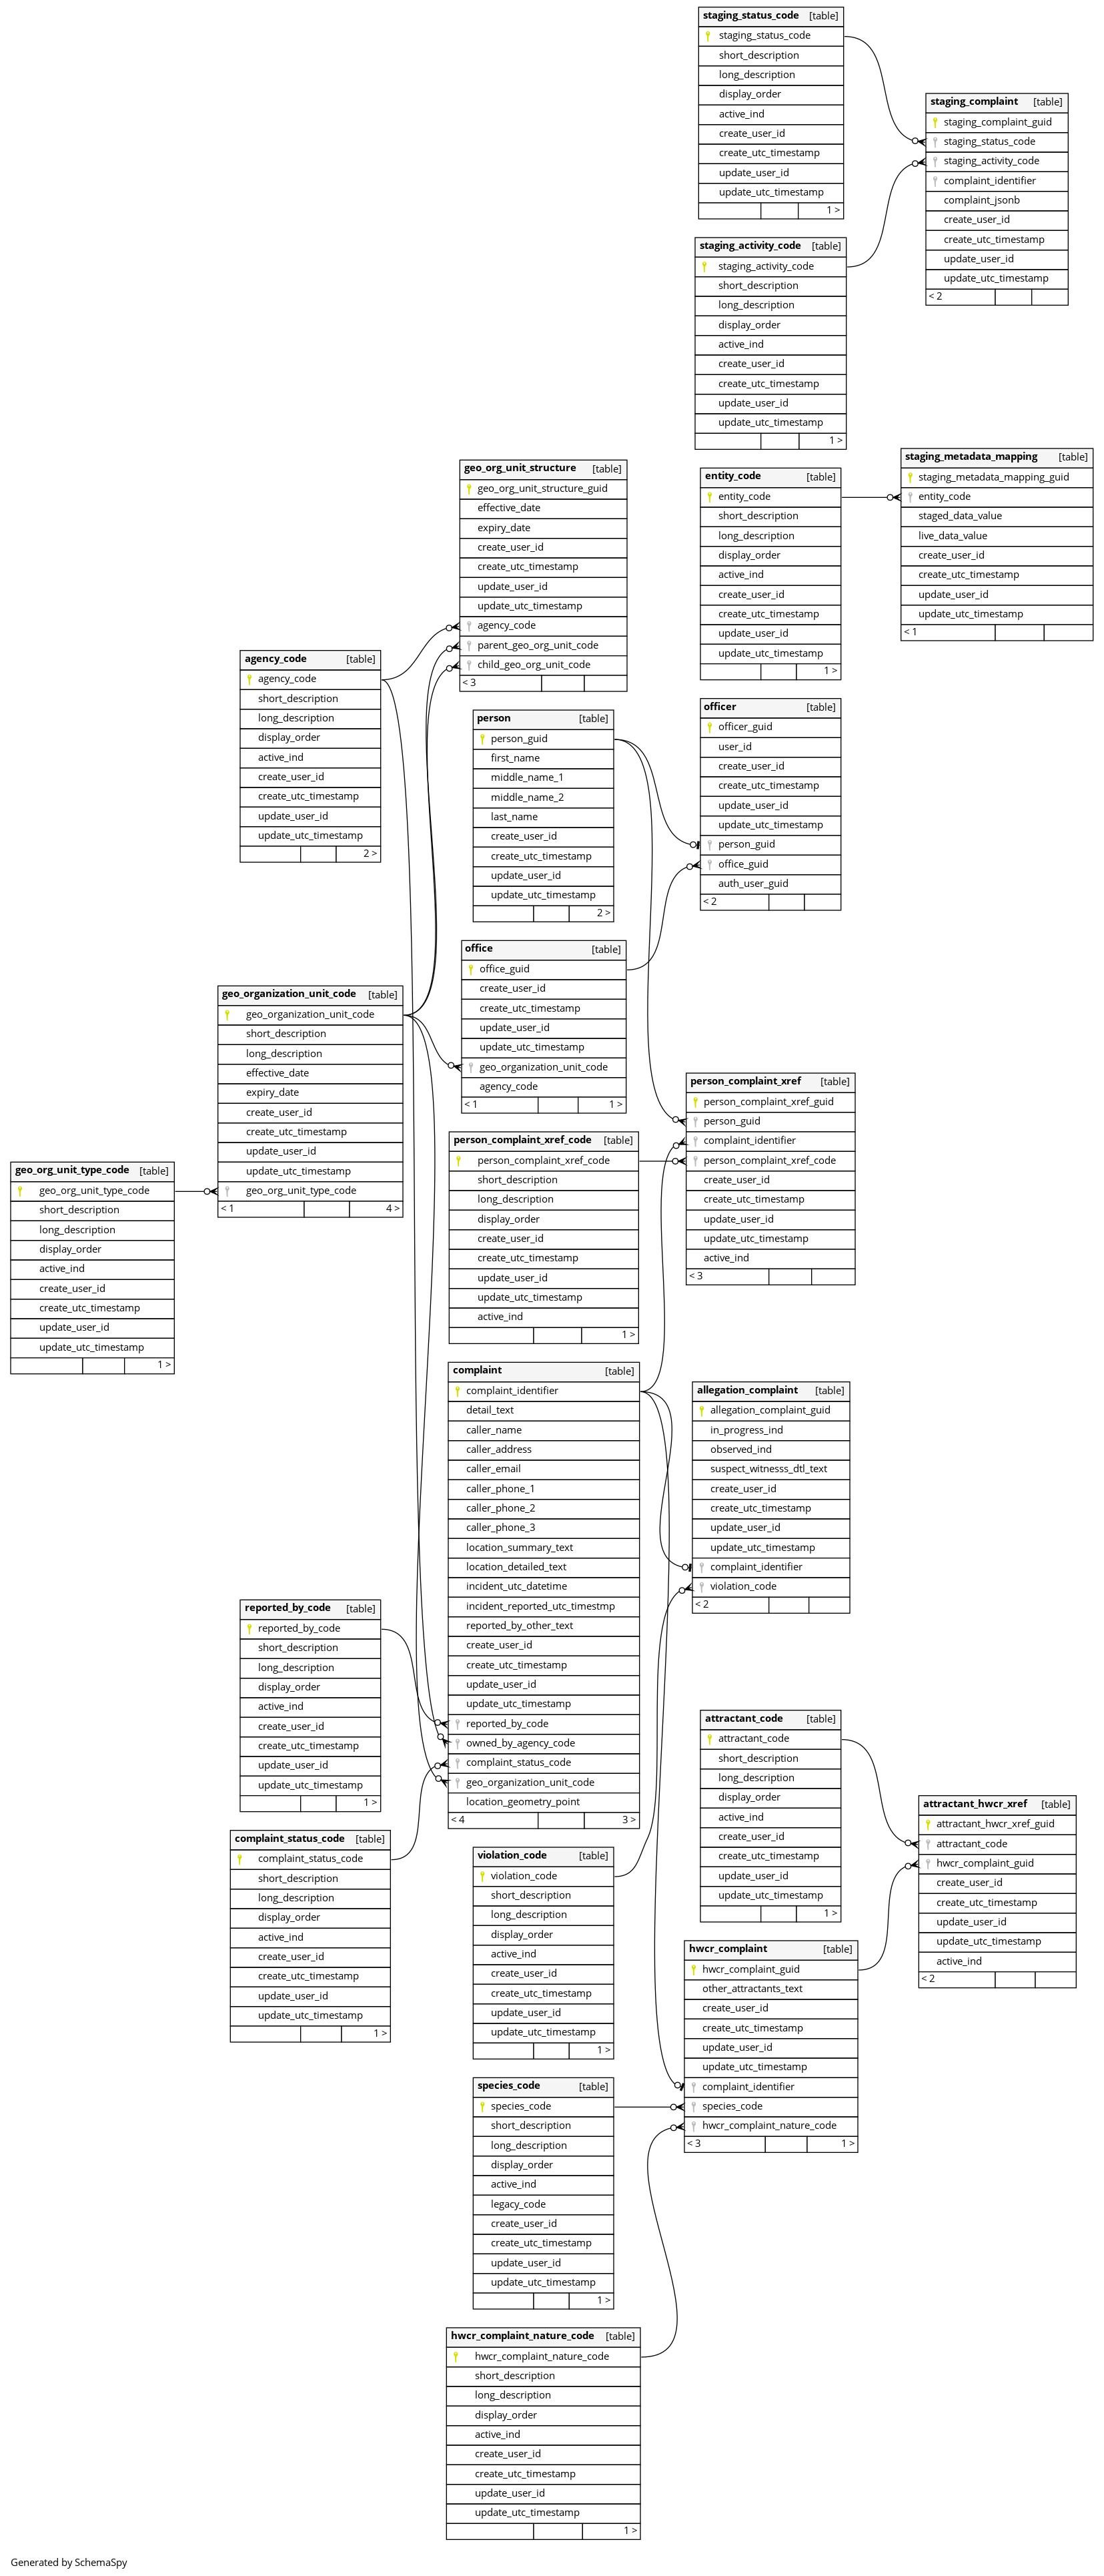 staging_status_code [table]
staging_status_code
short_description
long_description
display_order
active_ind
create_user_id
create_utc_timestamp
update_user_id
update_utc_timestamp
1 >
staging_complaint [table]
staging_complaint_guid
staging_status_code
staging_activity_code
complaint_identifier
complaint_jsonb
create_user_id
create_utc_timestamp
update_user_id
update_utc_timestamp
< 2
staging_activity_code [table]
staging_activity_code
short_description
long_description
display_order
active_ind
create_user_id
create_utc_timestamp
update_user_id
update_utc_timestamp
1 >
staging_metadata_mapping [table]
staging_metadata_mapping_guid
entity_code
staged_data_value
live_data_value
create_user_id
create_utc_timestamp
update_user_id
update_utc_timestamp
< 1
geo_org_unit_structure [table]
geo_org_unit_structure_guid
effective_date
expiry_date
create_user_id
create_utc_timestamp
update_user_id
update_utc_timestamp
agency_code
parent_geo_org_unit_code
child_geo_org_unit_code
< 3
entity_code [table]
entity_code
short_description
long_description
display_order
active_ind
create_user_id
create_utc_timestamp
update_user_id
update_utc_timestamp
1 >
agency_code [table]
agency_code
short_description
long_description
display_order
active_ind
create_user_id
create_utc_timestamp
update_user_id
update_utc_timestamp
2 >
person [table]
person_guid
first_name
middle_name_1
middle_name_2
last_name
create_user_id
create_utc_timestamp
update_user_id
update_utc_timestamp
2 >
officer [table]
officer_guid
user_id
create_user_id
create_utc_timestamp
update_user_id
update_utc_timestamp
person_guid
office_guid
auth_user_guid
< 2
office [table]
office_guid
create_user_id
create_utc_timestamp
update_user_id
update_utc_timestamp
geo_organization_unit_code
agency_code
< 1 1 >
geo_organization_unit_code [table]
geo_organization_unit_code
short_description
long_description
effective_date
expiry_date
create_user_id
create_utc_timestamp
update_user_id
update_utc_timestamp
geo_org_unit_type_code
< 1 4 >
person_complaint_xref [table]
person_complaint_xref_guid
person_guid
complaint_identifier
person_complaint_xref_code
create_user_id
create_utc_timestamp
update_user_id
update_utc_timestamp
active_ind
< 3
person_complaint_xref_code [table]
person_complaint_xref_code
short_description
long_description
display_order
create_user_id
create_utc_timestamp
update_user_id
update_utc_timestamp
active_ind
1 >
geo_org_unit_type_code [table]
geo_org_unit_type_code
short_description
long_description
display_order
active_ind
create_user_id
create_utc_timestamp
update_user_id
update_utc_timestamp
1 >
complaint [table]
complaint_identifier
detail_text
caller_name
caller_address
caller_email
caller_phone_1
caller_phone_2
caller_phone_3
location_summary_text
location_detailed_text
incident_utc_datetime
incident_reported_utc_timestmp
reported_by_other_text
create_user_id
create_utc_timestamp
update_user_id
update_utc_timestamp
reported_by_code
owned_by_agency_code
complaint_status_code
geo_organization_unit_code
location_geometry_point
< 4 3 >
allegation_complaint [table]
allegation_complaint_guid
in_progress_ind
observed_ind
suspect_witnesss_dtl_text
create_user_id
create_utc_timestamp
update_user_id
update_utc_timestamp
complaint_identifier
violation_code
< 2
reported_by_code [table]
reported_by_code
short_description
long_description
display_order
active_ind
create_user_id
create_utc_timestamp
update_user_id
update_utc_timestamp
1 >
attractant_code [table]
attractant_code
short_description
long_description
display_order
active_ind
create_user_id
create_utc_timestamp
update_user_id
update_utc_timestamp
1 >
attractant_hwcr_xref [table]
attractant_hwcr_xref_guid
attractant_code
hwcr_complaint_guid
create_user_id
create_utc_timestamp
update_user_id
update_utc_timestamp
active_ind
< 2
complaint_status_code [table]
complaint_status_code
short_description
long_description
display_order
active_ind
create_user_id
create_utc_timestamp
update_user_id
update_utc_timestamp
1 >
violation_code [table]
violation_code
short_description
long_description
display_order
active_ind
create_user_id
create_utc_timestamp
update_user_id
update_utc_timestamp
1 >
hwcr_complaint [table]
hwcr_complaint_guid
other_attractants_text
create_user_id
create_utc_timestamp
update_user_id
update_utc_timestamp
complaint_identifier
species_code
hwcr_complaint_nature_code
< 3 1 >
species_code [table]
species_code
short_description
long_description
display_order
active_ind
legacy_code
create_user_id
create_utc_timestamp
update_user_id
update_utc_timestamp
1 >
hwcr_complaint_nature_code [table]
hwcr_complaint_nature_code
short_description
long_description
display_order
active_ind
create_user_id
create_utc_timestamp
update_user_id
update_utc_timestamp
1 >
Generated by SchemaSpy